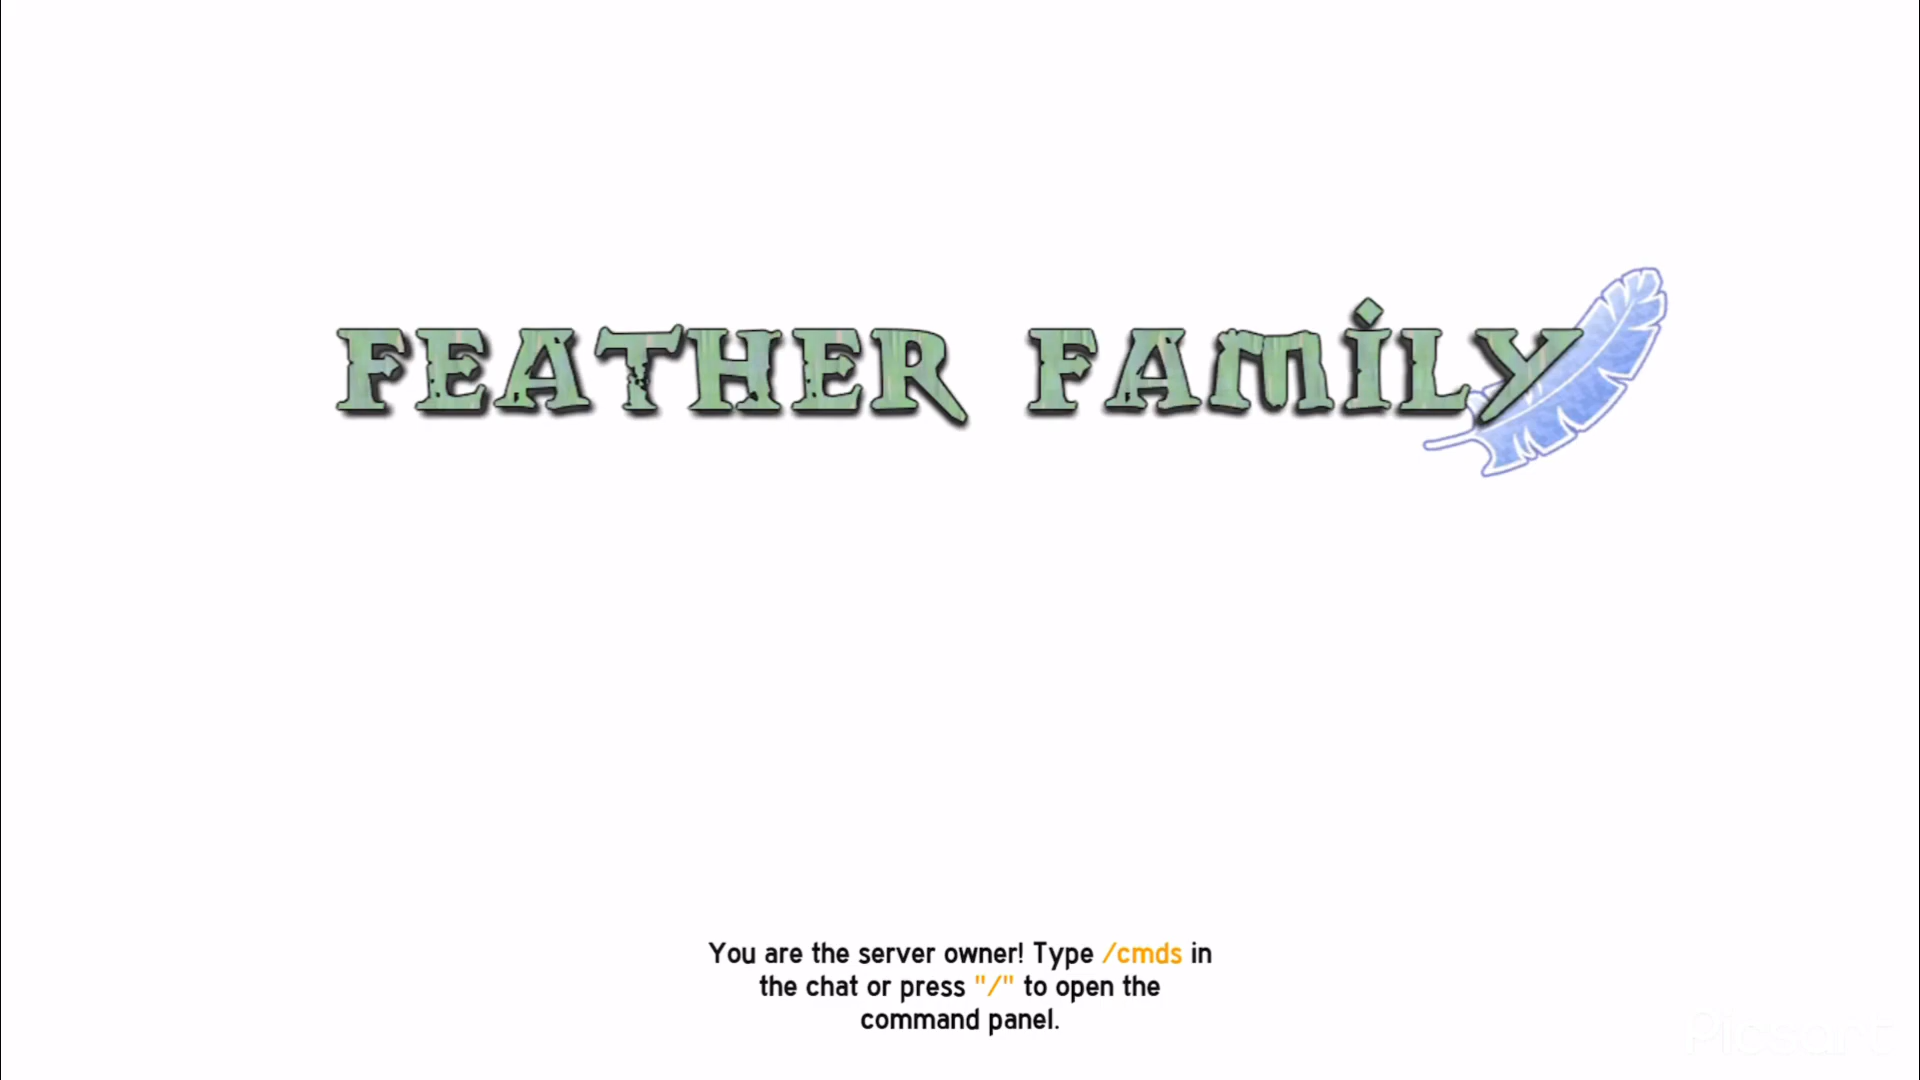 FEATHER FAMiLY
You are the server owner! Type /cmds in
the chat or press "/" to open the
command panel.